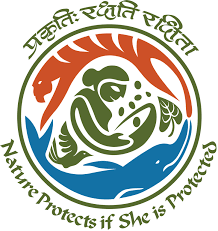 प्रकृतिः रक्षति रक्षिता
Nature Protects if She is Protected